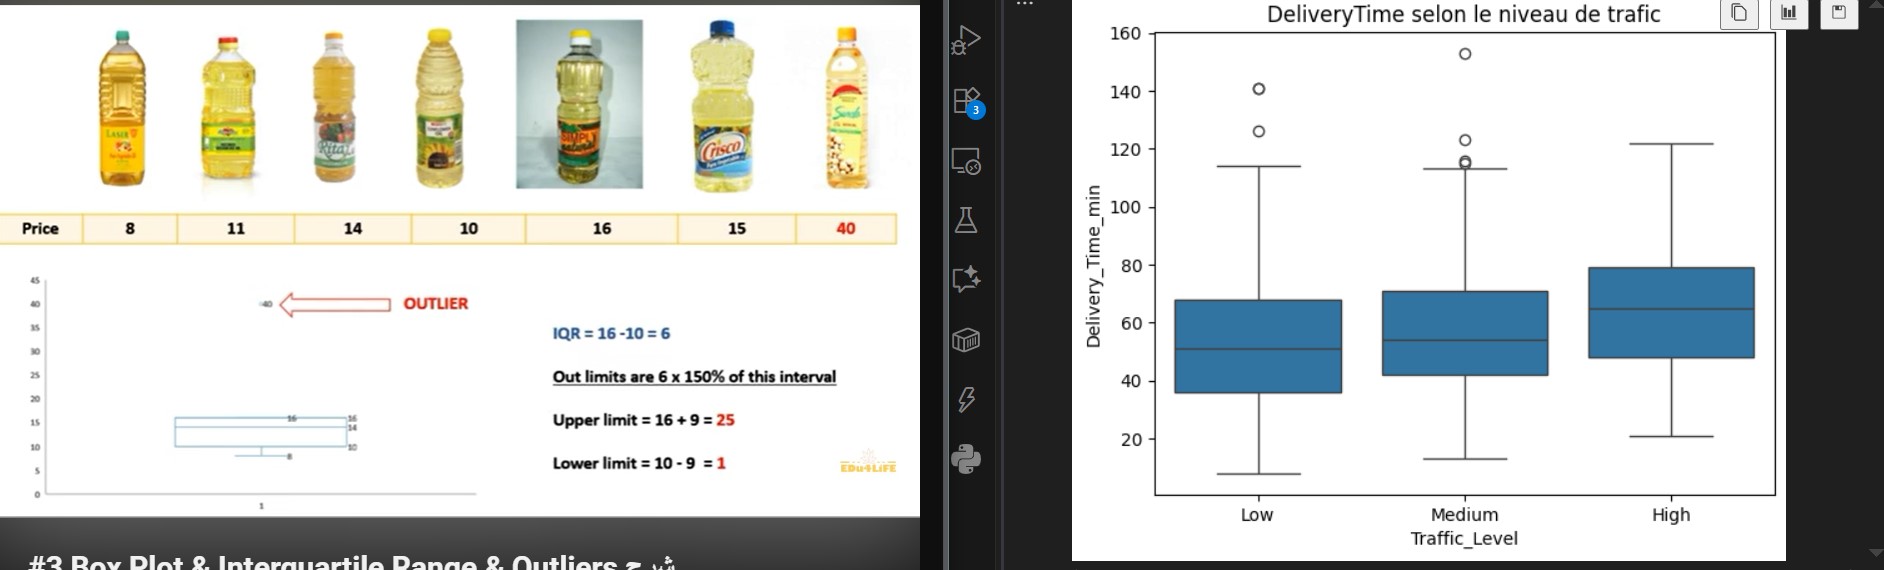 Price 8 11 14 10 16 15 40
45
40
35
30
25
20
15
10
5
0
40
OUTLIER
16
16
14
10
8
1
IQR = 16 -10 = 6
Out limits are 6 x 150% of this interval
Upper limit = 16 + 9 = 25
Lower limit = 10 - 9 = 1
EDu4LiFE
Crisco
#3 Box Plot & Interquartile Range & Outliers شرح
3
DeliveryTime selon le niveau de trafic
Delivery_Time_min
160
140
120
100
80
60
40
20
Low Medium High
Traffic_Level